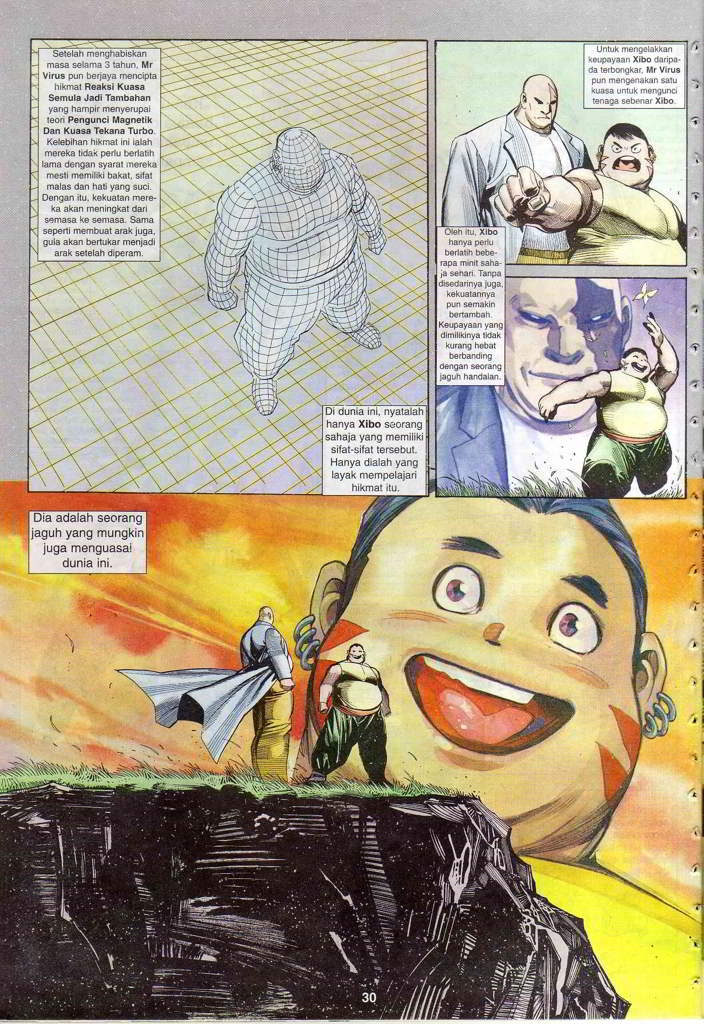 Setelah menghabiskan
masa selama 3 tahun, Mr
Virus pun berjaya mencipta
hikmat Reaksi Kuasa
Semula Jadi Tambahan
yang hampir menyerupai
teori Pengunci Magnetik
Dan Kuasa Tekana Turbo.
Kelebihan hikmat ini ialah
mereka tidak perlu berlatih
lama dengan syarat mereka
mesti memiliki bakat, sifat
malas dan hati yang suci.
Dengan itu, kekuatan mere-
ka akan meningkat dari
semasa ke semasa. Sama
seperti membuat arak juga,
gula akan bertukar menjadi
arak setelah diperam.
Di dunia ini, nyatalah
hanya Xibo seorang
sahaja yang memiliki
sifat-sifat tersebut.
Hanya dialah yang
layak mempelajari
hikmat itu.
Untuk mengelakkan
keupayaan Xibo daripa-
da terbongkar, Mr Virus
pun mengenakan satu
kuasa untuk mengunci
tenaga sebenar Xibo.
Oleh itu, Xibo
hanya perlu
berlatih bebe-
rapa minit saha-
ja sehari. Tanpa
disedarinya juga,
kekuatannya
pun semakin
bertambah.
Keupayaan yang
dimilikinya tidak
kurang hebat
berbanding
dengan seorang
jaguh handalan.
Dia adalah seorang
jaguh yang mungkin
juga menguasai
dunia ini.
30